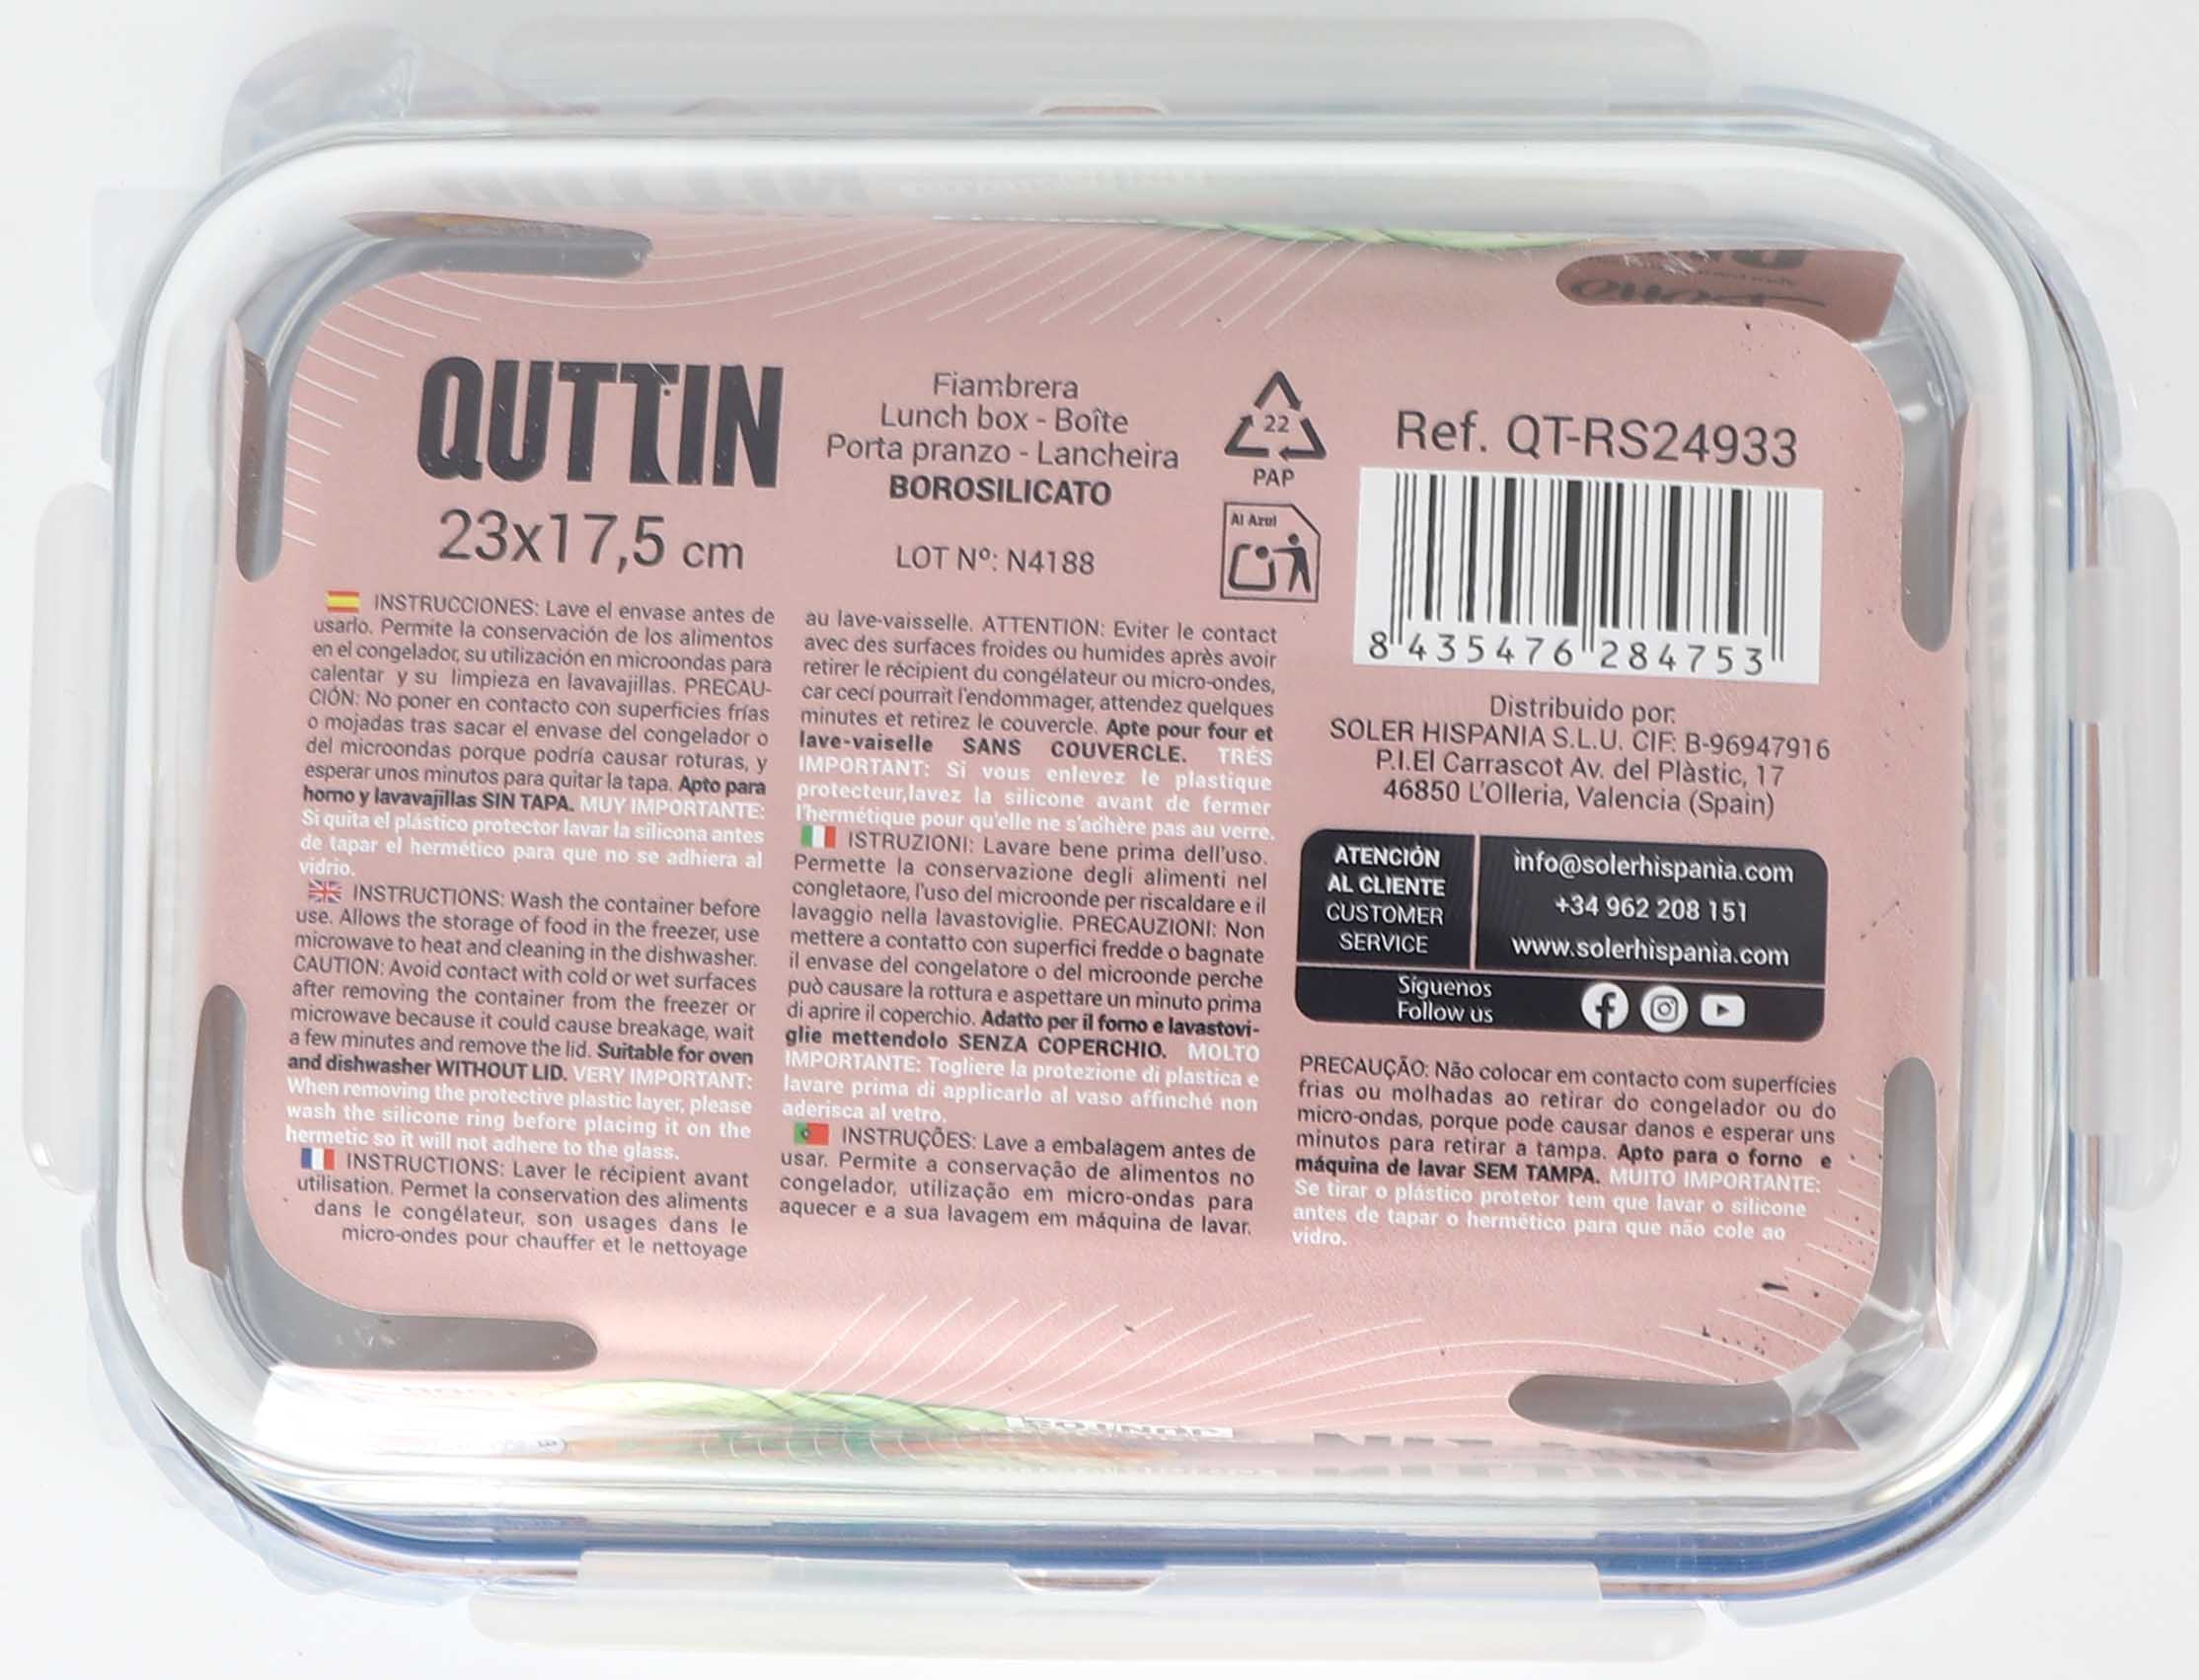 QUTTIN
23x17,5 cm
Fiambrera
Lunch box - Boîte
Porta pranzo - Lancheira
BOROSILICATO
LOT Nº: N4188
22
PAP
Al Azul
Ref. QT-RS24933
8 435476 284753
Distribuido por:
SOLER HISPANIA S.L.U. CIF: B-96947916
P.I.El Carrascot Av. del Plàstic, 17
46850 L'Olleria, Valencia (Spain)
ATENCIÓN
AL CLIENTE
CUSTOMER
SERVICE
info@solerhispania.com
+34 962 208 151
www.solerhispania.com
Síguenos
Follow us
INSTRUCCIONES: Lave el envase antes de
usarlo. Permite la conservación de los alimentos
en el congelador, su utilización en microondas para
calentar y su limpieza en lavavajillas. PRECAU-
CIÓN: No poner en contacto con superficies frías
o mojadas tras sacar el envase del congelador o
del microondas porque podría causar roturas, y
esperar unos minutos para quitar la tapa. Apto para
horno y lavavajillas SIN TAPA. MUY IMPORTANTE:
Si quita el plástico protector lavar la silicona antes
de tapar el hermético para que no se adhiera al
vidrio.
INSTRUCTIONS: Wash the container before
use. Allows the storage of food in the freezer, use
microwave to heat and cleaning in the dishwasher.
CAUTION: Avoid contact with cold or wet surfaces
after removing the container from the freezer or
microwave because it could cause breakage, wait
a few minutes and remove the lid. Suitable for oven
and dishwasher WITHOUT LID. VERY IMPORTANT:
When removing the protective plastic layer, please
wash the silicone ring before placing it on the
hermetic so it will not adhere to the glass.
INSTRUCTIONS: Laver le récipient avant
utilisation. Permet la conservation des aliments
dans le congélateur, son usages dans le
micro-ondes pour chauffer et le nettoyage
au lave-vaisselle. ATTENTION: Eviter le contact
avec des surfaces froides ou humides après avoir
retirer le récipient du congélateur ou micro-ondes,
car ceci pourrait l'endommager, attendez quelques
minutes et retirez le couvercle. Apte pour four et
lave-vaiselle SANS COUVERCLE. TRÉS
IMPORTANT: Si vous enlevez le plastique
protecteur,lavez la silicone avant de fermer
l'hermétique pour qu'elle ne s'adhère pas au verre.
ISTRUZIONI: Lavare bene prima dell'uso.
Permette la conservazione degli alimenti nel
congletaore, l'uso del microonde per riscaldare e il
lavaggio nella lavastoviglie. PRECAUZIONI: Non
mettere a contatto con superfici fredde o bagnate
il envase del congelatore o del microonde perche
può causare la rottura e aspettare un minuto prima
di aprire il coperchio. Adatto per il forno e lavastovi-
glie mettendolo SENZA COPERCHIO. MOLTO
IMPORTANTE: Togliere la protezione di plastica e
lavare prima di applicarlo al vaso affinché non
aderisca al vetro.
INSTRUÇÕES: Lave a embalagem antes de
usar. Permite a conservação de alimentos no
congelador, utilização em micro-ondas para
aquecer e a sua lavagem em máquina de lavar.
PRECAUÇÃO: Não colocar em contacto com superfícies
frias ou molhadas ao retirar do congelador ou do
micro-ondas, porque pode causar danos e esperar uns
minutos para retirar a tampa. Apto para o forno e
máquina de lavar SEM TAMPA. MUITO IMPORTANTE:
Se tirar o plástico protetor tem que lavar o silicone
antes de tapar o hermético para que não cole ao
vidro.